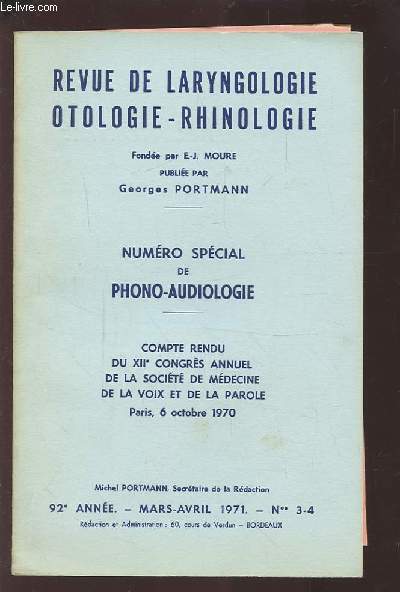 Le-livre.com
REVUE DE LARYNGOLOGIE
OTOLOGIE - RHINOLOGIE
Fondée par E.-J. MOURE
PUBLIÉE PAR
Georges PORTMANN
NUMÉRO SPÉCIAL
DE
PHONO-AUDIOLOGIE
COMPTE RENDU
DU XIIe CONGRÈS ANNUEL
DE LA SOCIÉTÉ DE MÉDECINE
DE LA VOIX ET DE LA PAROLE
Paris, 6 octobre 1970
Michel PORTMANN, Secrétaire de la Rédaction
92e ANNÉE. – MARS-AVRIL 1971. – Nos 3-4
Rédaction et Administration : 60, cours de Verdun – BORDEAUX